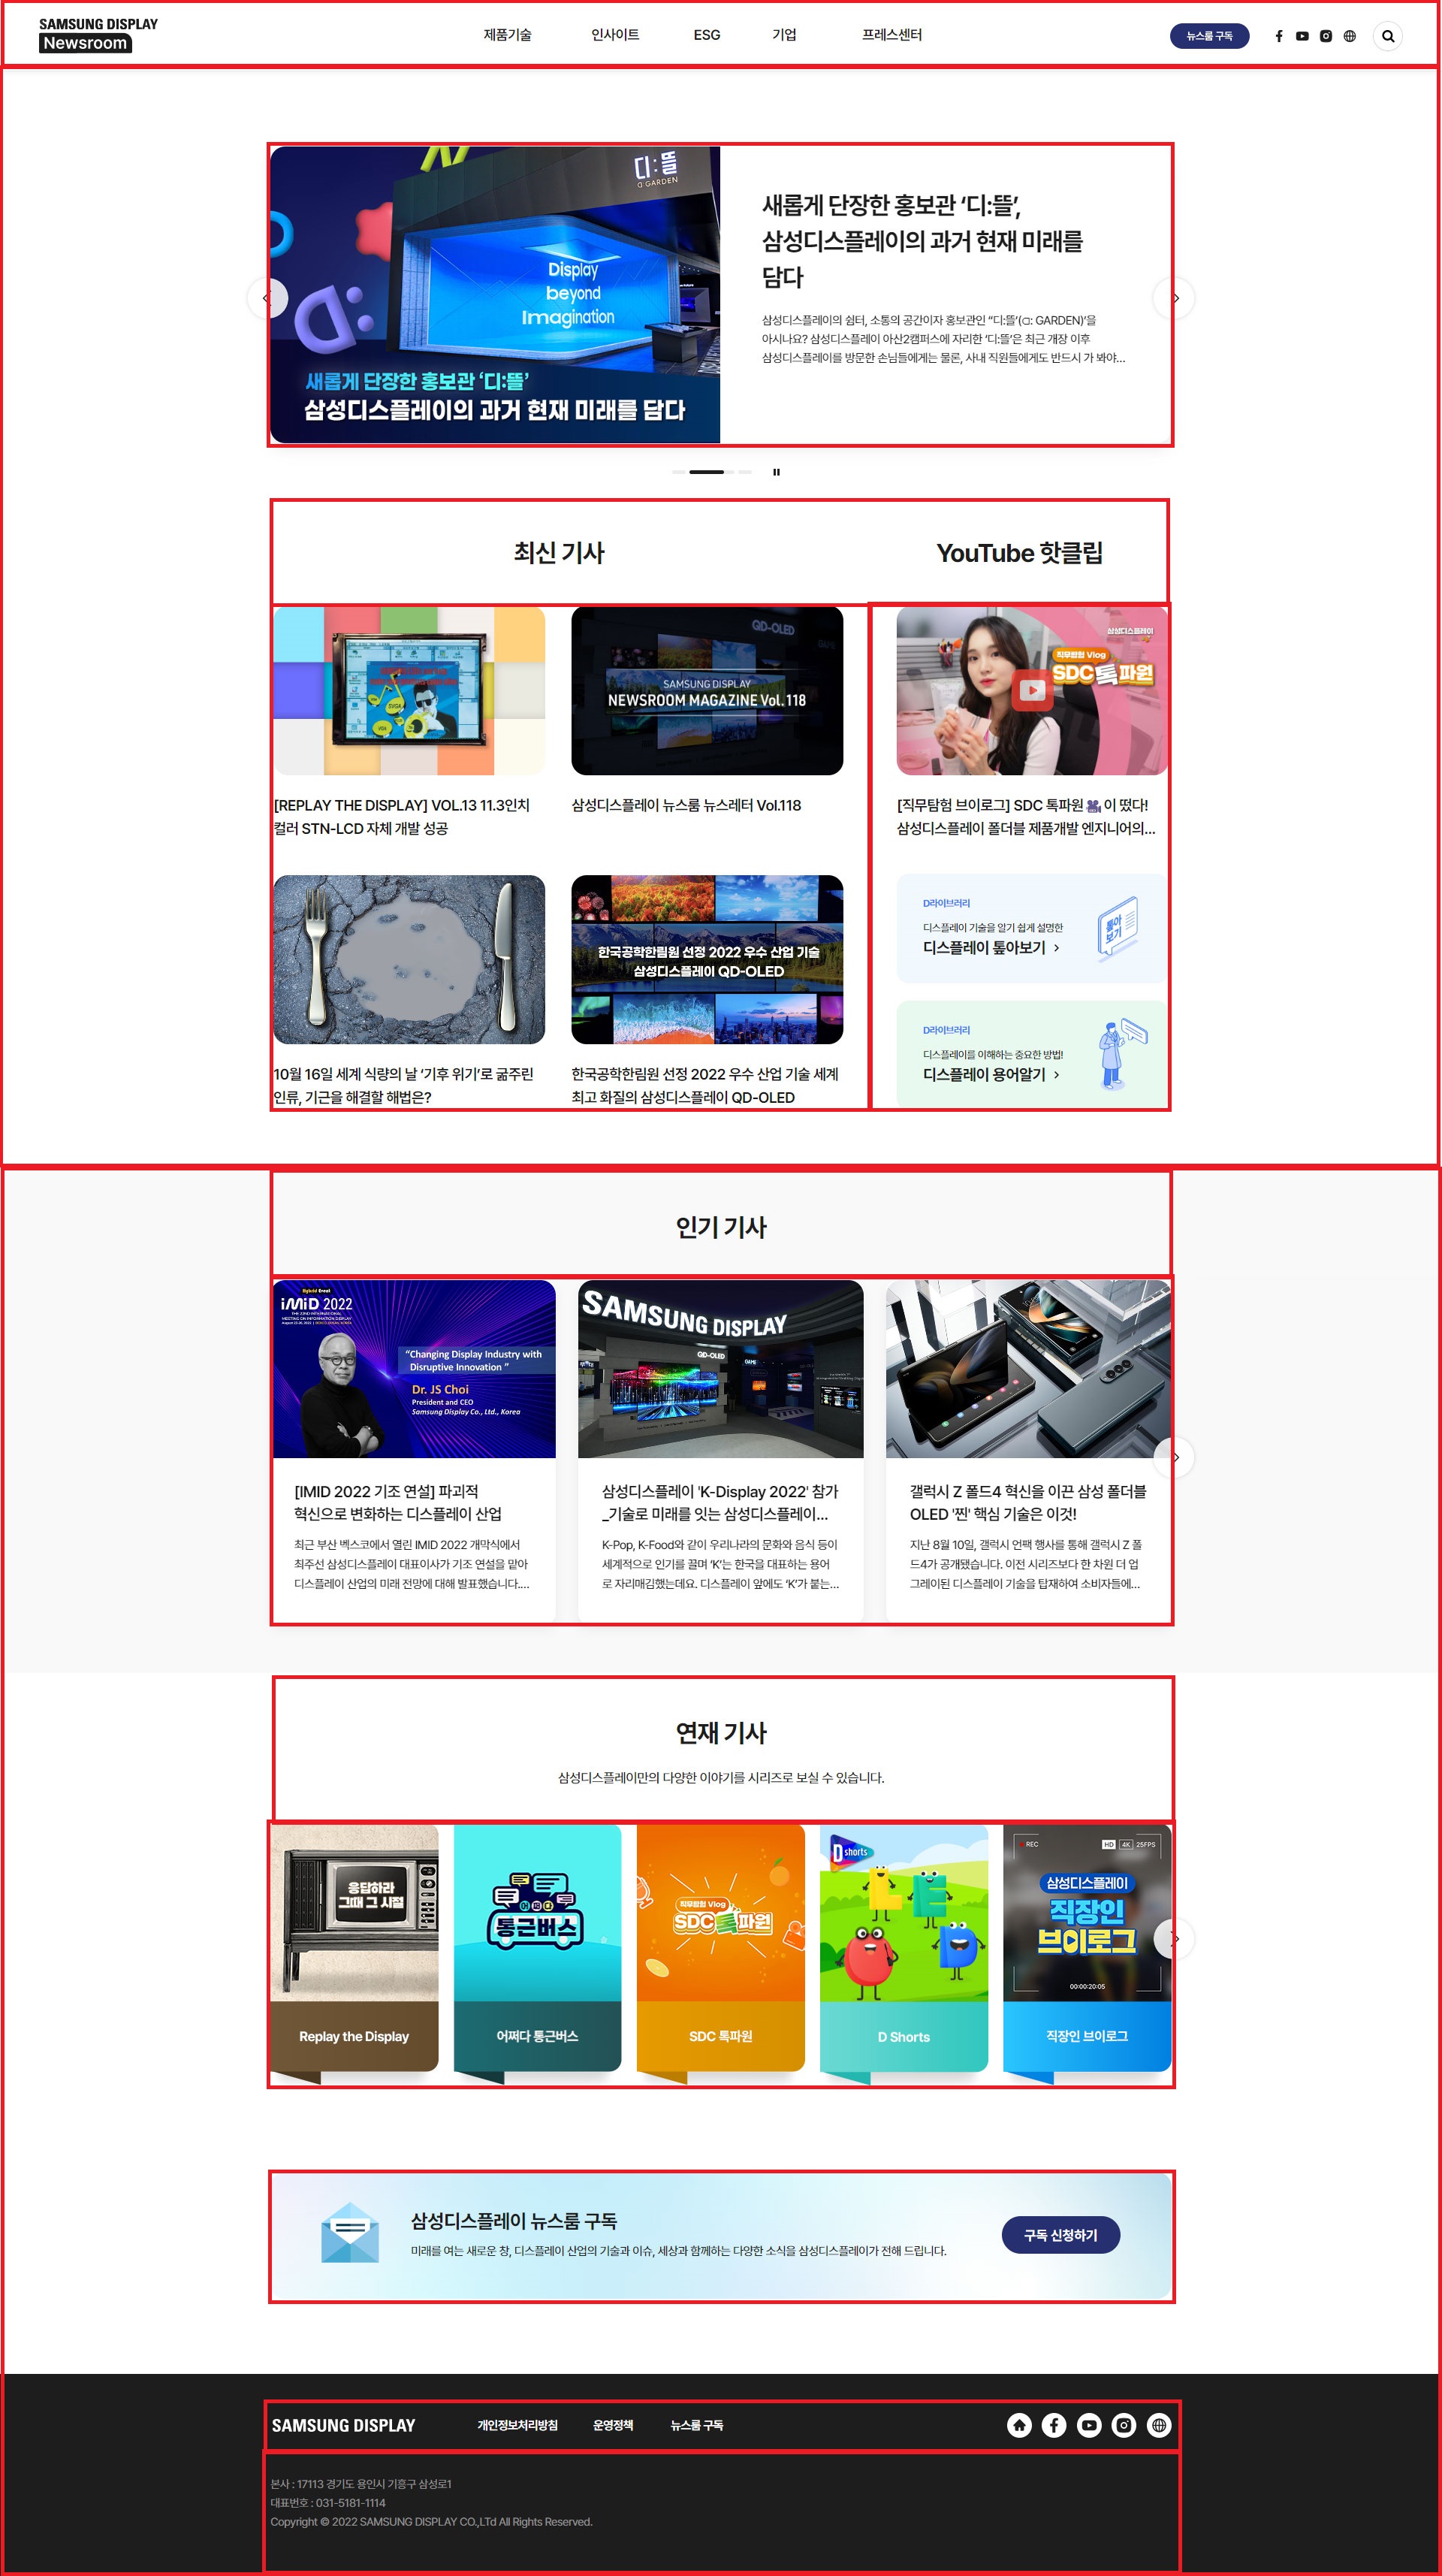 SAMSUNG DISPLAY
Newsroom
제품기술
인사이트
ESG
기업
프레스센터
뉴스룸 구독
디:뜰
GARDEN
Display
beyond
Imagination
새롭게 단장한 홍보관 ‘디:뜰’
삼성디스플레이의 과거 현재 미래를 담다
새롭게 단장한 홍보관 ‘디:뜰’,
삼성디스플레이의 과거 현재 미래를
담다
삼성디스플레이의 쉼터, 소통의 공간이자 홍보관인 “디:뜰’(ㅁ: GARDEN)’을
아시나요? 삼성디스플레이 아산2캠퍼스에 자리한 ‘디:뜰’은 최근 개장 이후
삼성디스플레이를 방문한 손님들에게는 물론, 사내 직원들에게도 반드시 가 봐야...
최신 기사
YouTube 핫클립
QD-OLED
SAMSUNG DISPLAY
NEWSROOM MAGAZINE Vol. 118
삼성디스플레이
직무탐험 Vlog
SDC톡파원
[REPLAY THE DISPLAY] VOL.13 11.3인치
컬러 STN-LCD 자체 개발 성공
삼성디스플레이 뉴스룸 뉴스레터 Vol.118
[직무탐험 브이로그] SDC 톡파원 🎥 이 떴다!
삼성디스플레이 폴더블 제품개발 엔지니어의...
한국공학한림원 선정 2022 우수 산업 기술
삼성디스플레이 QD-OLED
D라이브러리
디스플레이 기술을 알기 쉽게 설명한
디스플레이 톺아보기
톺아
보기
D라이브러리
디스플레이를 이해하는 중요한 방법!
디스플레이 용어알기
10월 16일 세계 식량의 날 ‘기후 위기’로 굶주린
인류, 기근을 해결할 해법은?
한국공학한림원 선정 2022 우수 산업 기술 세계
최고 화질의 삼성디스플레이 QD-OLED
인기 기사
Hybrid Event
iMiD 2022
“Changing Display Industry with
Disruptive Innovation ”
Dr. JS Choi
President and CEO
Samsung Display Co., Ltd., Korea
SAMSUNG DISPLAY
QD-OLED
GAME
[IMID 2022 기조 연설] 파괴적
혁신으로 변화하는 디스플레이 산업
최근 부산 벡스코에서 열린 IMID 2022 개막식에서
최주선 삼성디스플레이 대표이사가 기조 연설을 맡아
디스플레이 산업의 미래 전망에 대해 발표했습니다....
삼성디스플레이 'K-Display 2022' 참가
_기술로 미래를 잇는 삼성디스플레이...
K-Pop, K-Food와 같이 우리나라의 문화와 음식 등이
세계적으로 인기를 끌며 ‘K’는 한국을 대표하는 용어
로 자리매김했는데요. 디스플레이 앞에도 ‘K’가 붙는...
갤럭시 Z 폴드4 혁신을 이끈 삼성 폴더블
OLED '찐' 핵심 기술은 이것!
지난 8월 10일, 갤럭시 언팩 행사를 통해 갤럭시 Z 폴
드4가 공개됐습니다. 이전 시리즈보다 한 차원 더 업
그레이된 디스플레이 기술을 탑재하여 소비자들에...
연재 기사
삼성디스플레이만의 다양한 이야기를 시리즈로 보실 수 있습니다.
응답하라
그때 그 시절
Replay the Display
어쩌다
통근버스
어쩌다 통근버스
직무탐험 Vlog
SDC톡파원
SDC 톡파원
D shorts
L E
D
D Shorts
REC
HD 4K 25FPS
삼성디스플레이
직장인
브이로그
00:00:20:05
직장인 브이로그
삼성디스플레이 뉴스룸 구독
미래를 여는 새로운 창, 디스플레이 산업의 기술과 이슈, 세상과 함께하는 다양한 소식을 삼성디스플레이가 전해 드립니다.
구독 신청하기
SAMSUNG DISPLAY
개인정보처리방침
운영정책
뉴스룸 구독
본사 : 17113 경기도 용인시 기흥구 삼성로1
대표번호 : 031-5181-1114
Copyright © 2022 SAMSUNG DISPLAY CO.,LTd All Rights Reserved.